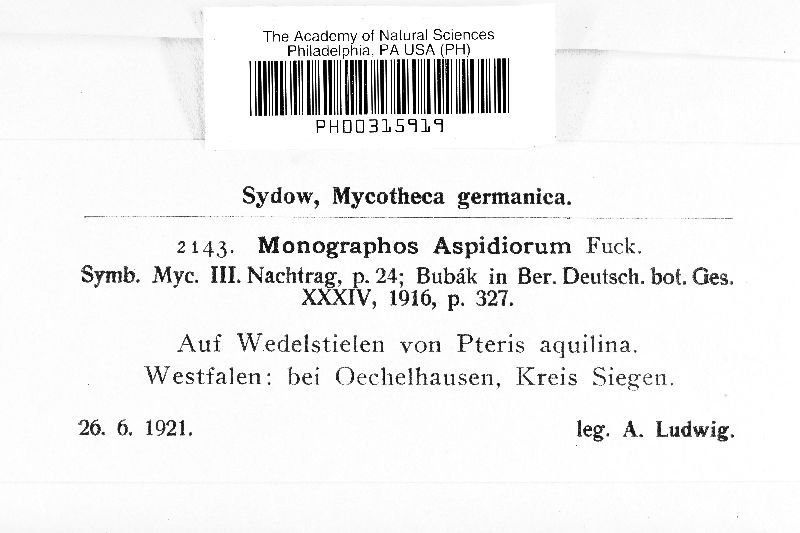 The Academy of Natural Sciences
Philadelphia, PA USA (PH)
PH00315919
Sydow, Mycotheca germanica.
2143. Monographos Aspidiorum Fuck.
Symb. Myc. III. Nachtrag, p. 24; Bubák in Ber. Deutsch. bot. Ges.
XXXIV, 1916, p. 327.
Auf Wedelstielen von Pteris aquilina.
Westfalen: bei Oechelhausen, Kreis Siegen.
26. 6. 1921. leg. A. Ludwig.